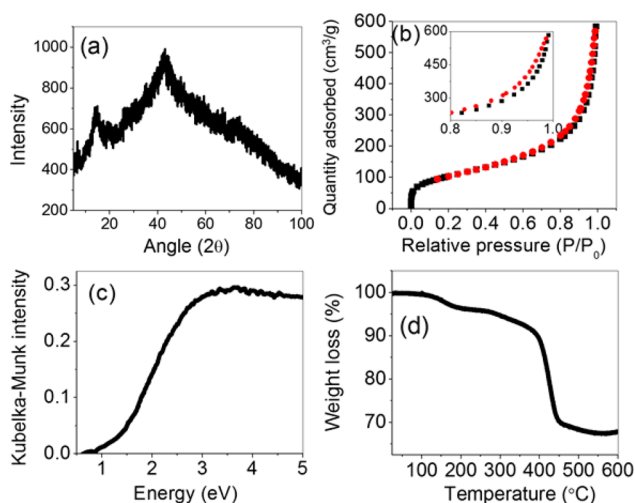 (a)
Intensity
1000
800
600
400
200
20 40 60 80 100
Angle (2θ)
(b)
Quantity adsorbed (cm³/g)
600
500
400
300
200
100
0
600
450
300
0.8 0.9 1.0
0.0 0.2 0.4 0.6 0.8 1.0
Relative pressure (P/P₀)
(c)
Kubelka-Munk intensity
0.3
0.2
0.1
0.0
1 2 3 4 5
Energy (eV)
(d)
Weight loss (%)
100
90
80
70
0 100 200 300 400 500 600
Temperature (°C)